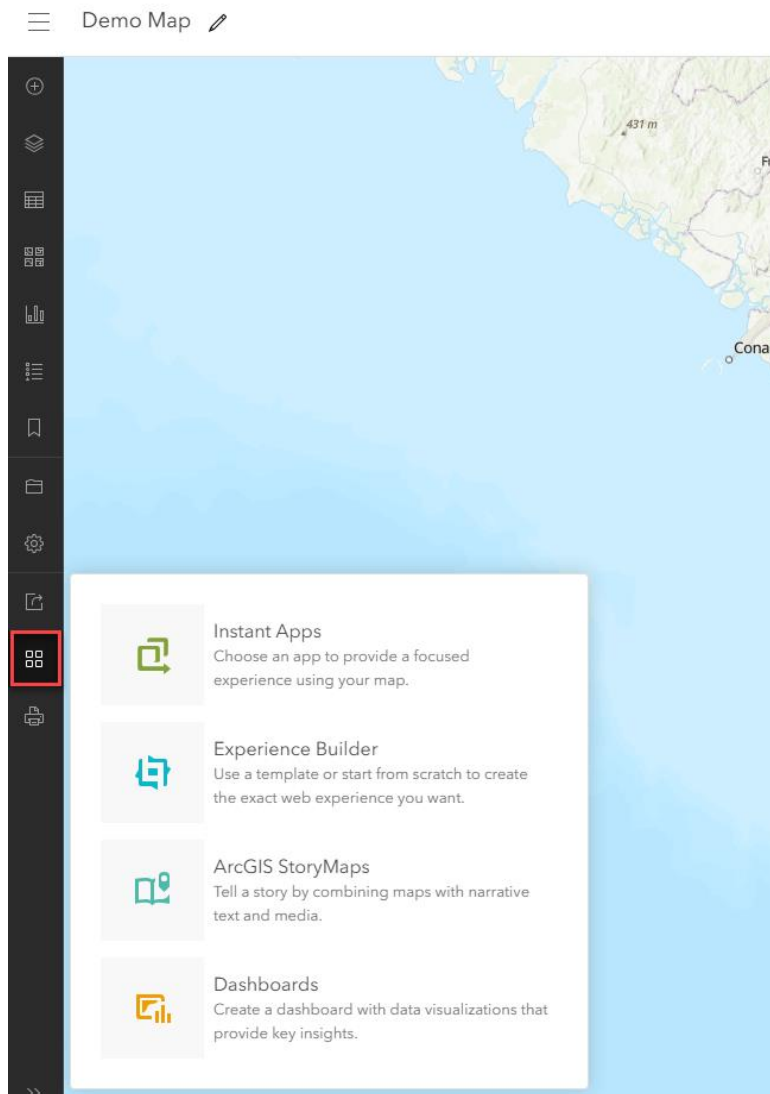 Demo Map
431 m
Instant Apps
Choose an app to provide a focused
experience using your map.
Experience Builder
Use a template or start from scratch to create
the exact web experience you want.
ArcGIS StoryMaps
Tell a story by combining maps with narrative
text and media.
Dashboards
Create a dashboard with data visualizations that
provide key insights.